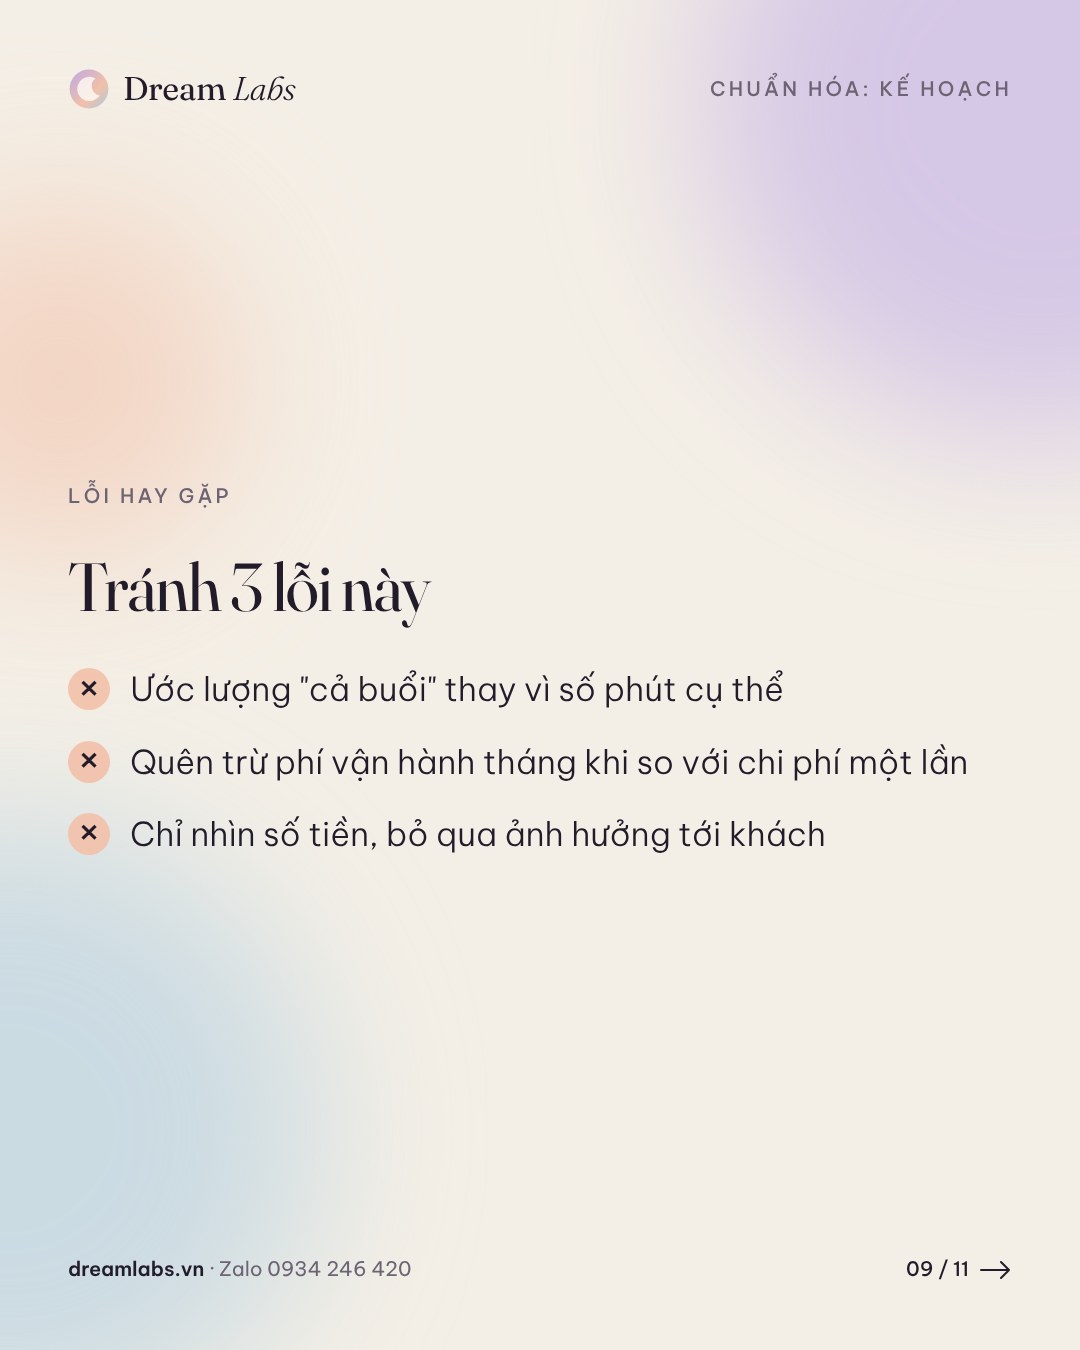 Dream Labs
CHUẨN HÓA: KẾ HOẠCH
LỖI HAY GẶP
Tránh 3 lỗi này
Ước lượng "cả buổi" thay vì số phút cụ thể
Quên trừ phí vận hành tháng khi so với chi phí một lần
Chỉ nhìn số tiền, bỏ qua ảnh hưởng tới khách
dreamlabs.vn · Zalo 0934 246 420
09 / 11